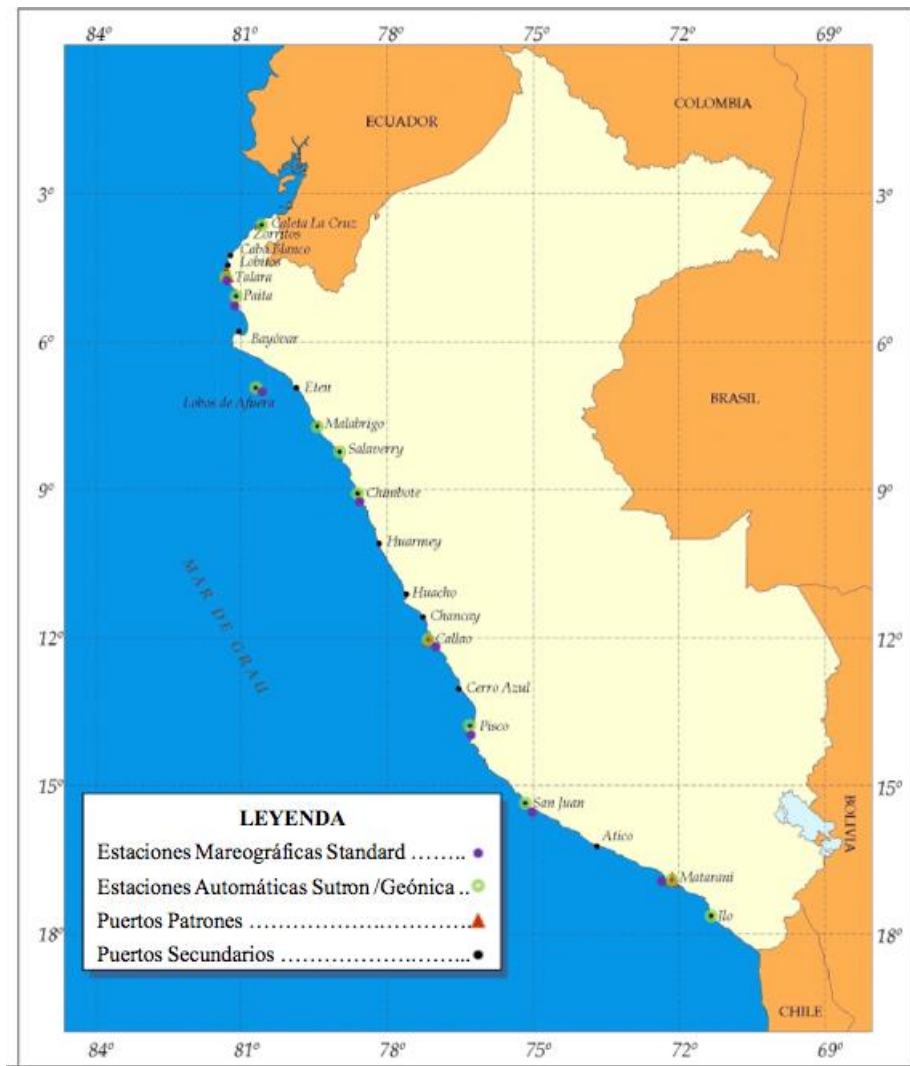 84º 81º 78º 75º 72º 69º
COLOMBIA
ECUADOR
3º 3º
Caleta La Cruz
Zorritos
Cabo Blanco
Lobitos
Talara
Paita
Bayóvar
6º 6º
Eten
BRASIL
Lobos de Afuera
Malabrigo
Salaverry
9º 9º
Chimbote
Huarmey
MAR DE GRAU
Huacho
Chancay
12º 12º
Callao
Cerro Azul
Pisco
15º 15º
San Juan
BOLIVIA
LEYENDA
Estaciones Mareográficas Standard ........
Estaciones Automáticas Sutron /Geónica ..
Puertos Patrones ........................
Puertos Secundarios ........................
Atico
Matarani
Ilo
18º 18º
CHILE
84º 81º 78º 75º 72º 69º